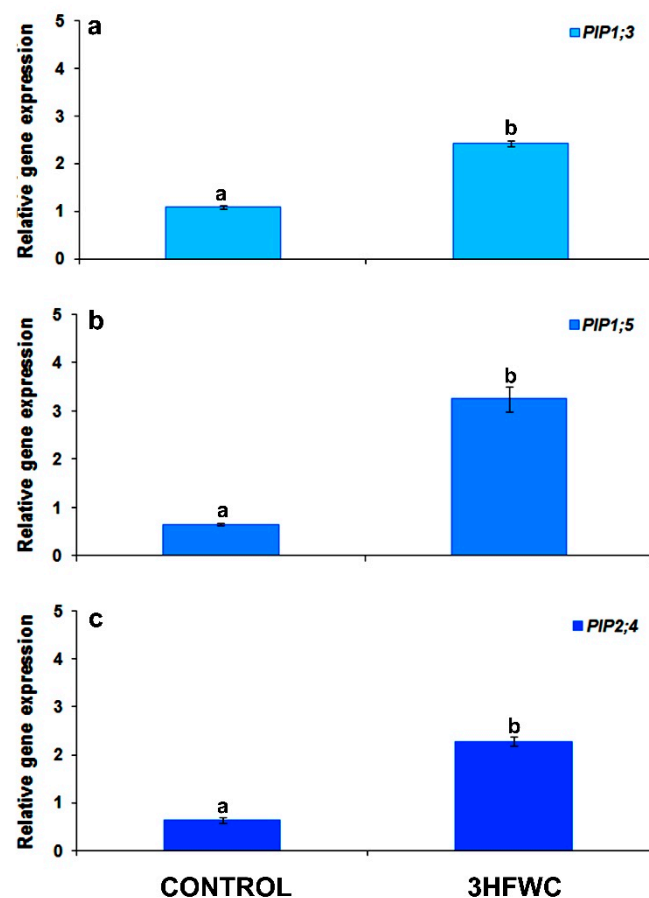 a
PIP1;3
Relative gene expression
5
4
3
2
1
0
a
b
b
PIP1;5
Relative gene expression
5
4
3
2
1
0
a
b
c
PIP2;4
Relative gene expression
5
4
3
2
1
0
a
b
CONTROL 3HFWC